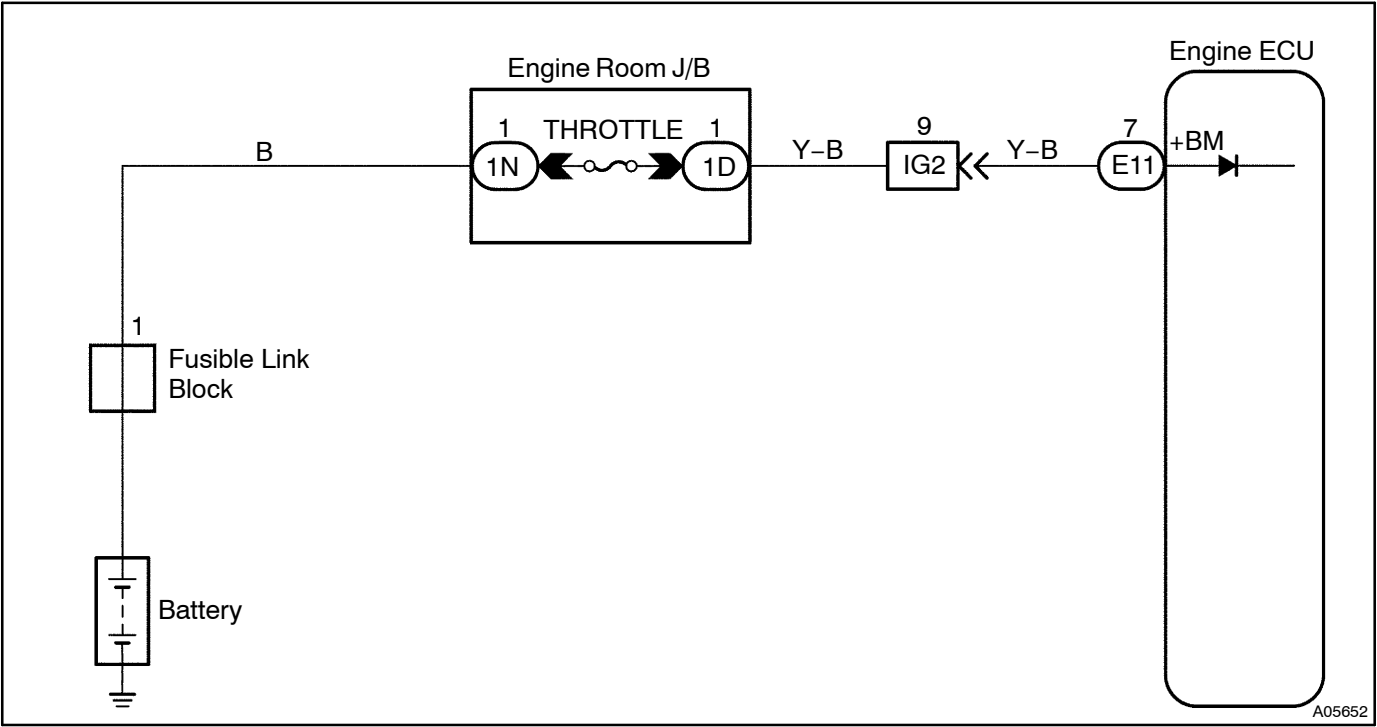 Engine ECU
Engine Room J/B
1 THROTTLE 1
9
7
B
1N
1D
Y–B
IG2
Y–B
E11
+BM
1
Fusible Link
Block
Battery
A05652